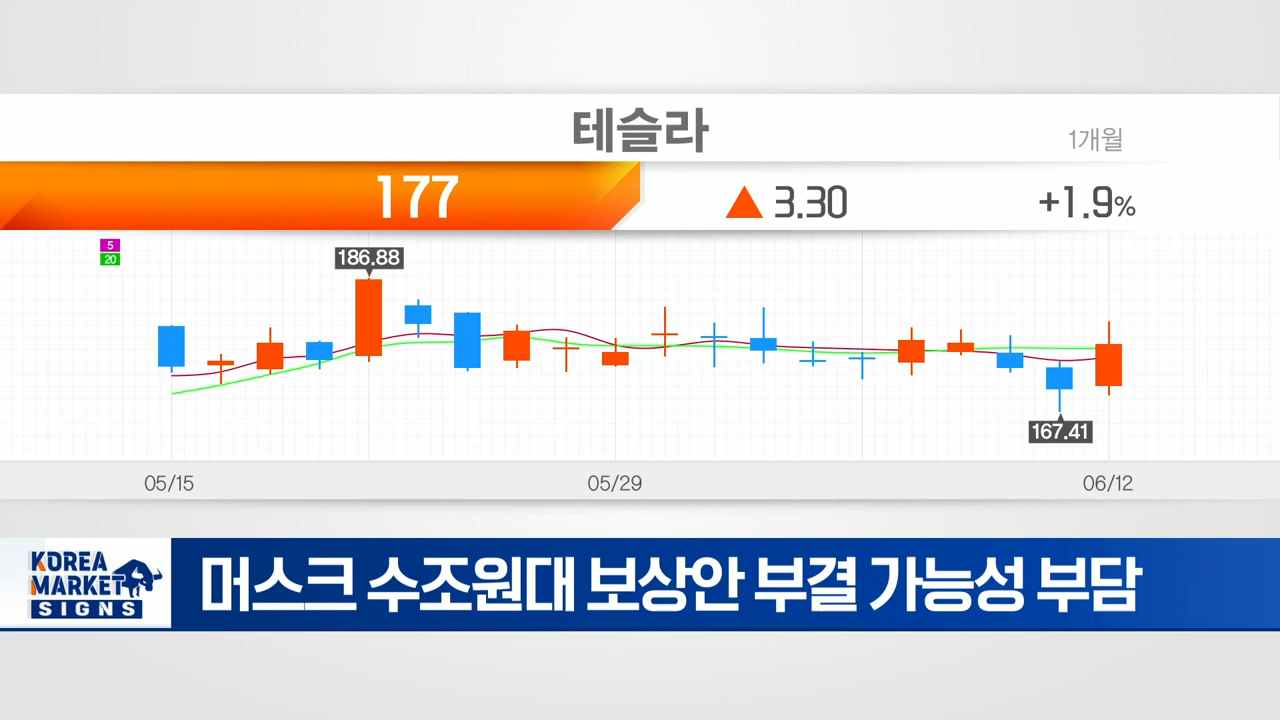 테슬라
1개월
177
▲ 3.30
+1.9%
5
20
186.88
167.41
05/15
05/29
06/12
KOREA
MARKET
SIGNS
머스크 수조원대 보상안 부결 가능성 부담